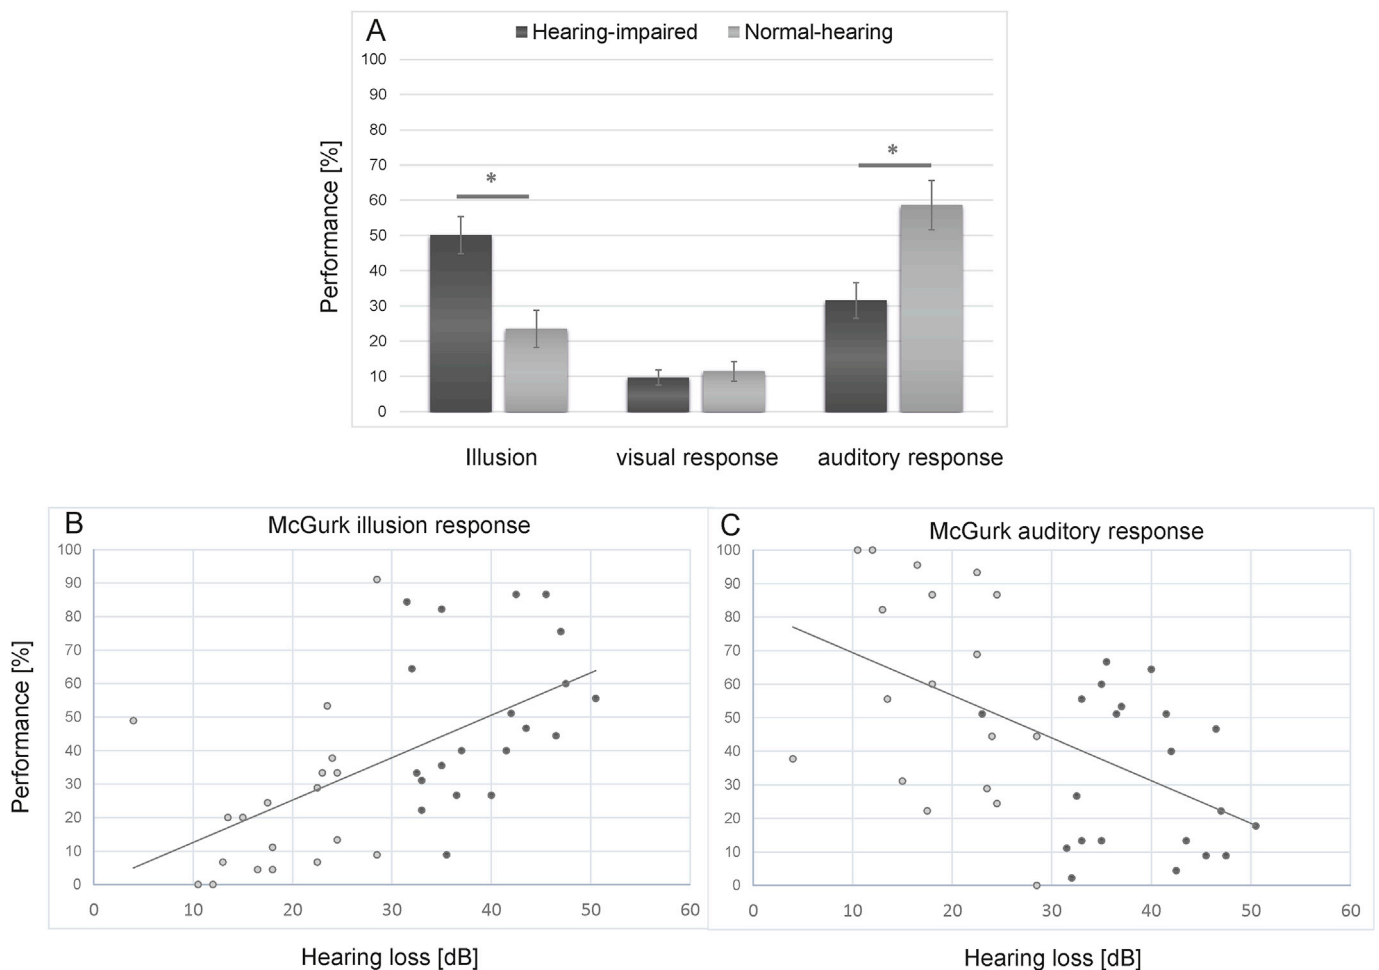 A
Hearing-impaired Normal-hearing
100
90
80
70
60
50
40
30
20
10
0
Performance [%]
*
*
Illusion visual response auditory response
B
McGurk illusion response
100
90
80
70
60
50
40
30
20
10
0
Performance [%]
0 10 20 30 40 50 60
Hearing loss [dB]
C
McGurk auditory response
100
90
80
70
60
50
40
30
20
10
0
0 10 20 30 40 50 60
Hearing loss [dB]